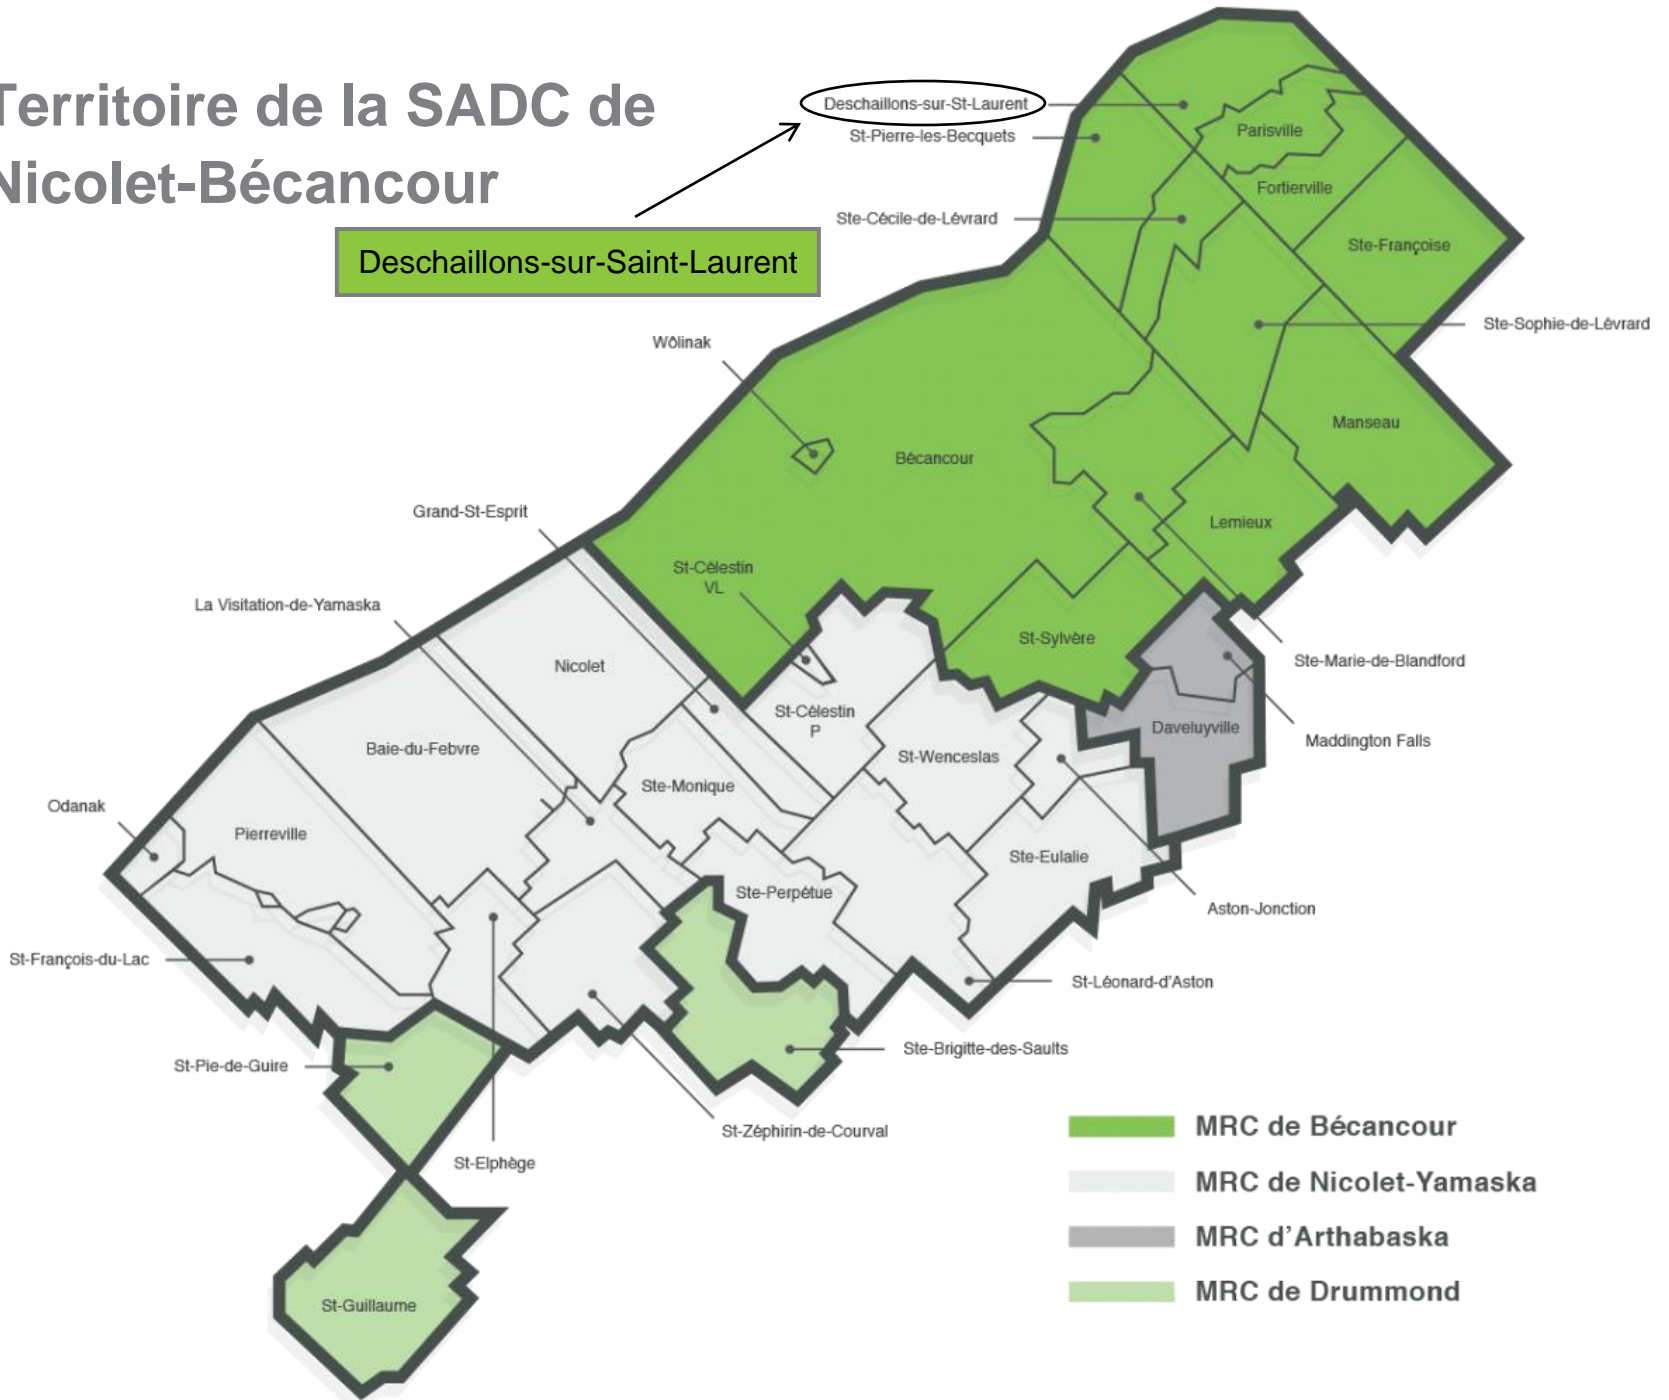 Territoire de la SADC de
Nicolet-Bécancour
Deschaillons-sur-St-Laurent
St-Pierre-les-Becquets
Parisville
Fortierville
Ste-Cécile-de-Lévrard
Ste-Françoise
Deschaillons-sur-Saint-Laurent
Ste-Sophie-de-Lévrard
Wôlinak
Manseau
Bécancour
Grand-St-Esprit
Lemieux
St-Célestin
VL
La Visitation-de-Yamaska
St-Sylvère
Ste-Marie-de-Blandford
Nicolet
St-Célestin
P
Daveluyville
Maddington Falls
Baie-du-Febvre
St-Wenceslas
Ste-Monique
Odanak
Pierreville
Ste-Eulalie
Ste-Perpétue
Aston-Jonction
St-François-du-Lac
St-Léonard-d'Aston
Ste-Brigitte-des-Saults
St-Pie-de-Guire
St-Zéphirin-de-Courval
St-Elphège
St-Guillaume
MRC de Bécancour
MRC de Nicolet-Yamaska
MRC d'Arthabaska
MRC de Drummond